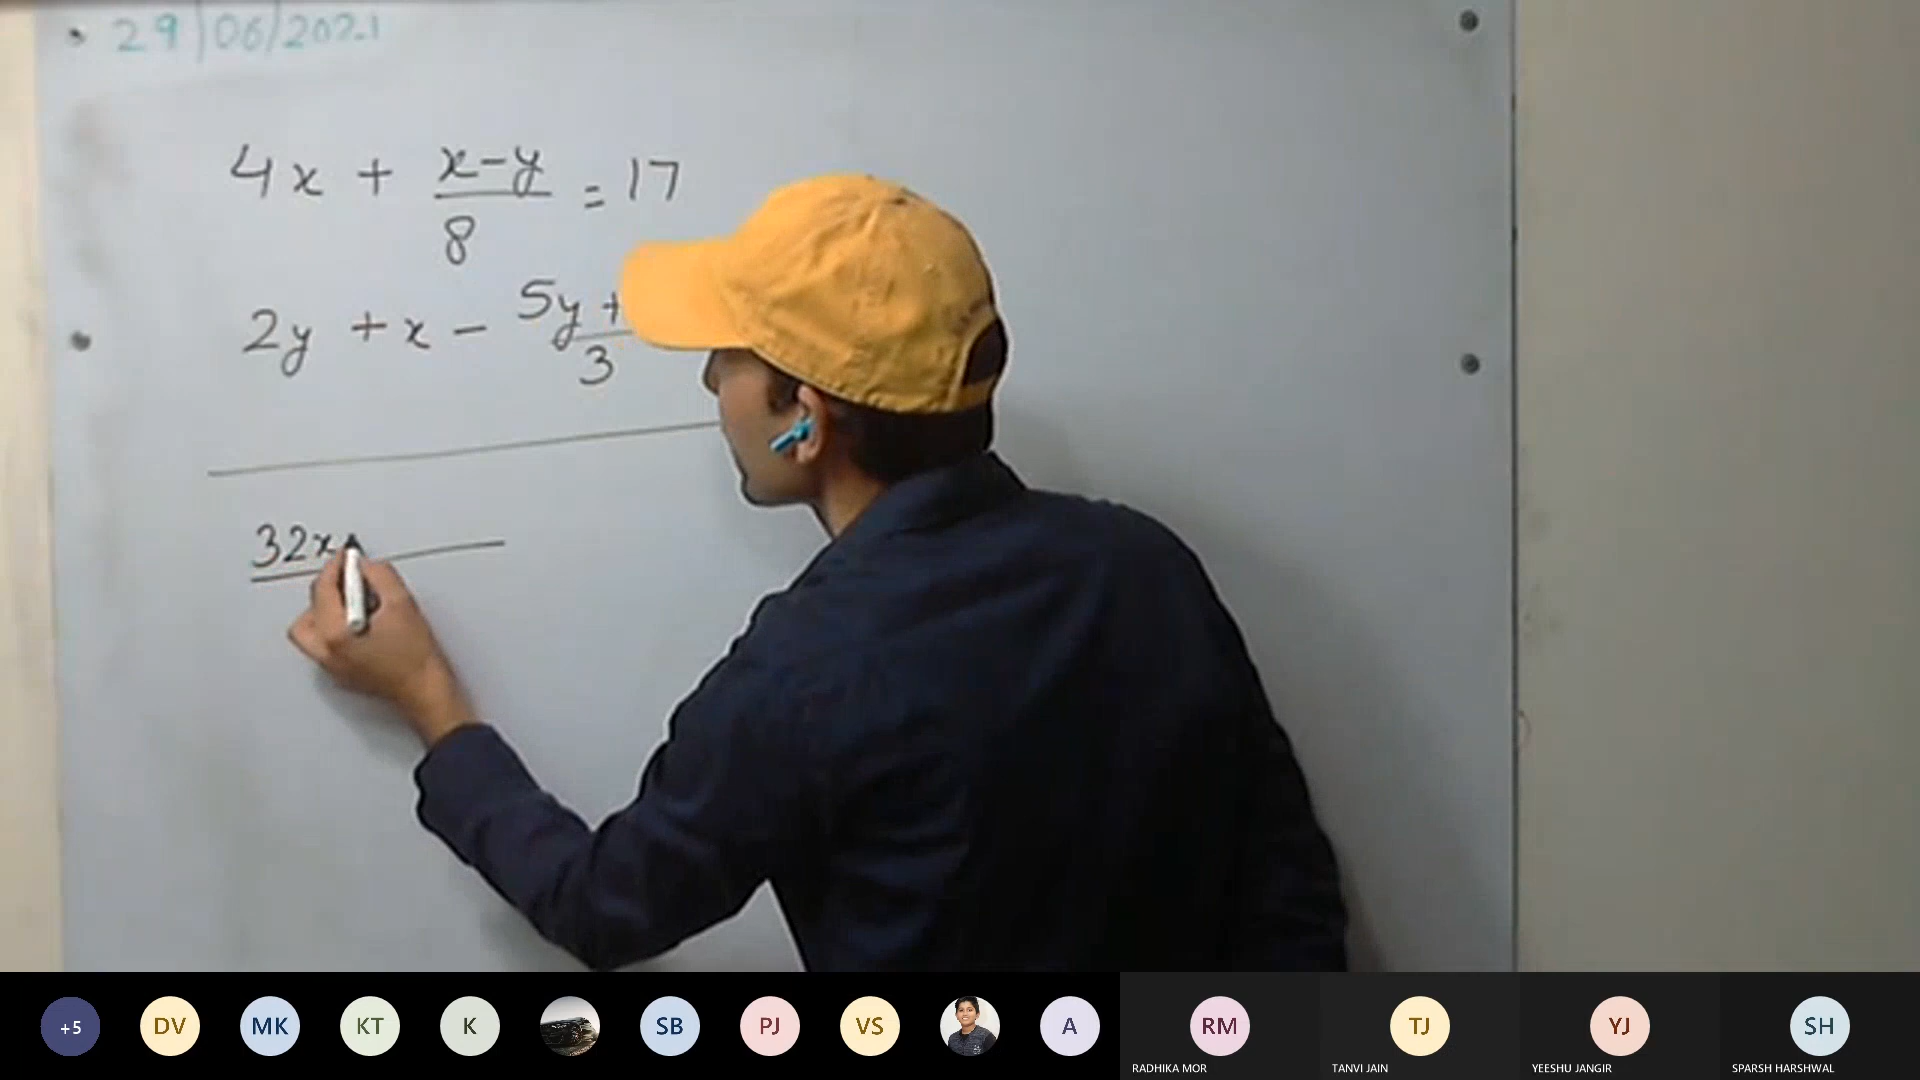 29/06/2021
4x + x-y/8 = 17
2y + x - 5y+/3
32x
+5 DV MK KT K SB PJ VS A RM TJ YJ SH
RADHIKA MOR TANVI JAIN YEESHU JANGIR SPARSH HARSHWAL